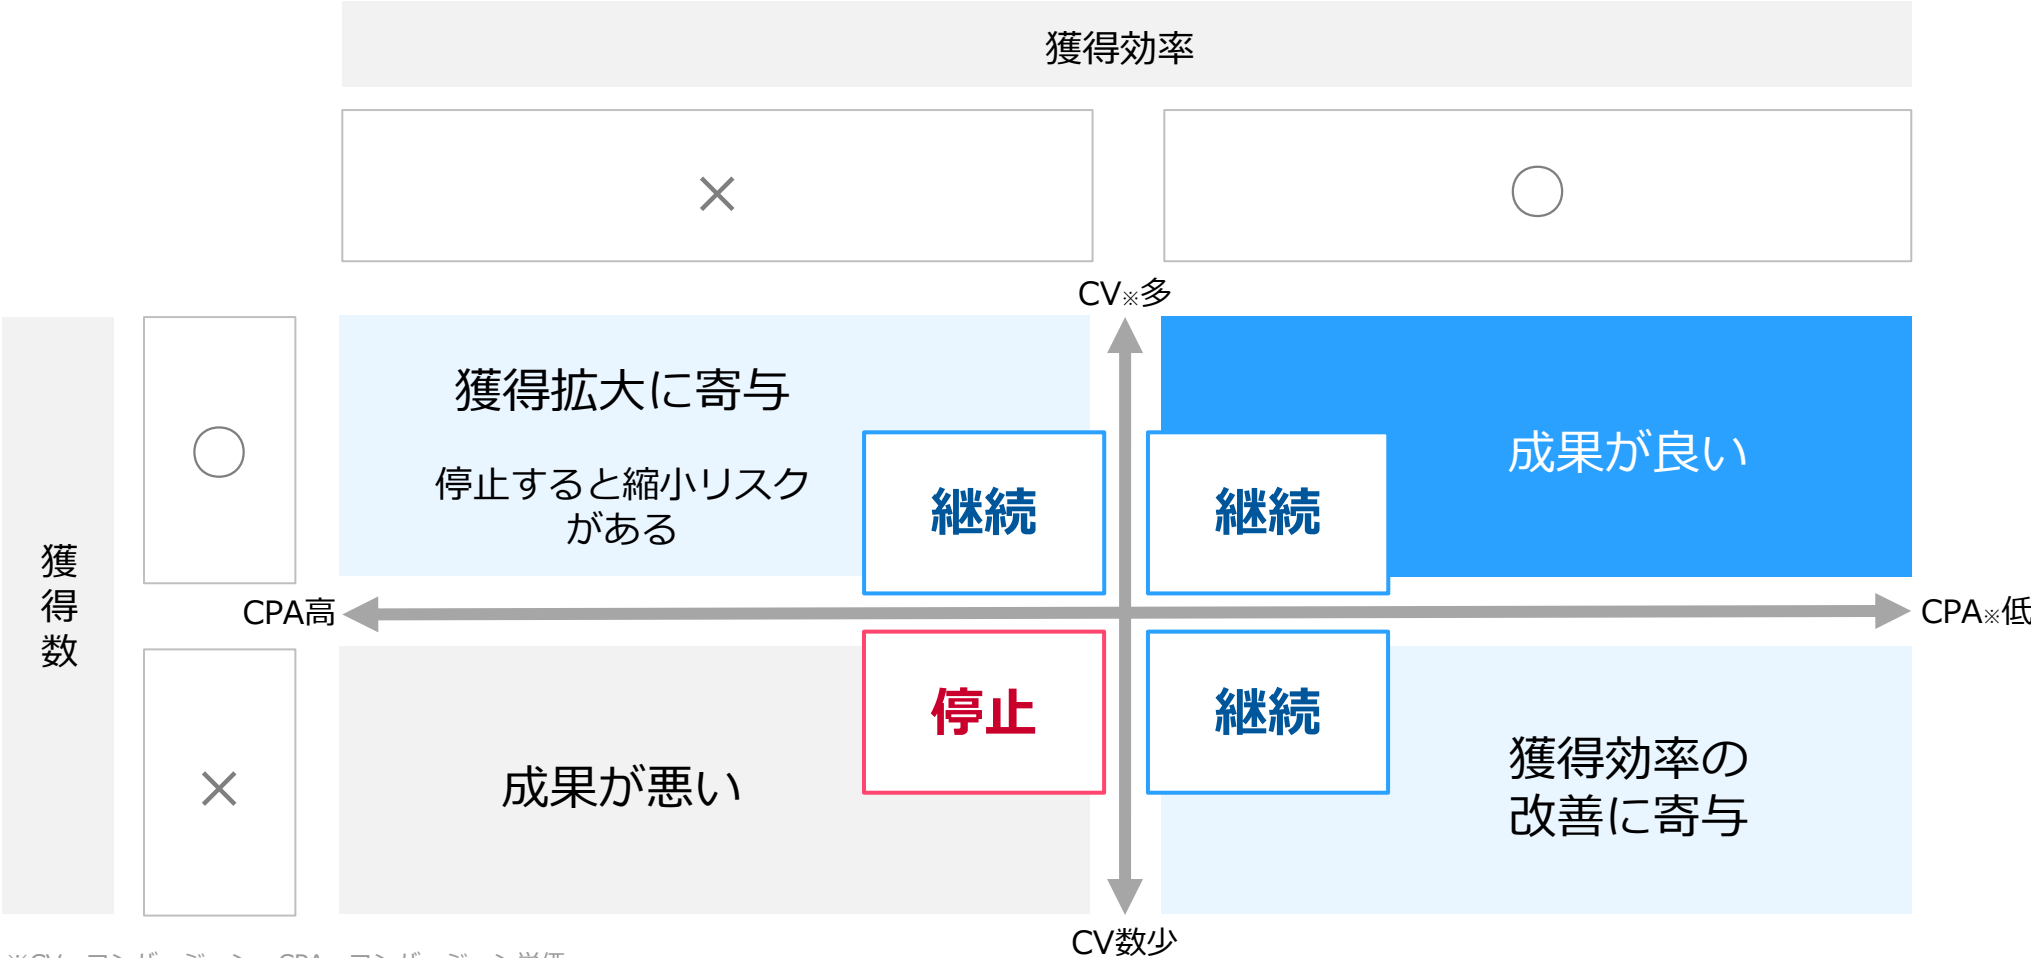 獲得効率
×
○
CV※多
獲得数
○
獲得拡大に寄与
停止すると縮小リスク
がある
継続
継続
成果が良い
CPA高
CPA※低
×
成果が悪い
停止
継続
獲得効率の
改善に寄与
CV数少